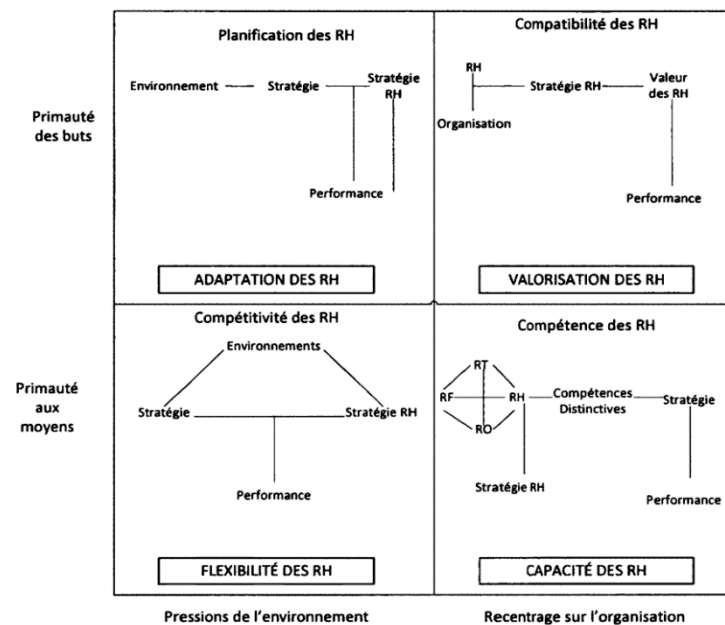 Planification des RH
Environnement
Stratégie
Stratégie
RH
Performance
ADAPTATION DES RH
Compatibilité des RH
RH
Organisation
Stratégie RH
Valeur
des RH
Performance
VALORISATION DES RH
Primauté
des buts
Compétitivité des RH
Environnements
Stratégie
Stratégie RH
Performance
FLEXIBILITÉ DES RH
Compétence des RH
RT
RF
RH
RO
Compétences
Distinctives
Stratégie
Stratégie RH
Performance
CAPACITÉ DES RH
Primauté
aux
moyens
Pressions de l'environnement
Recentrage sur l'organisation